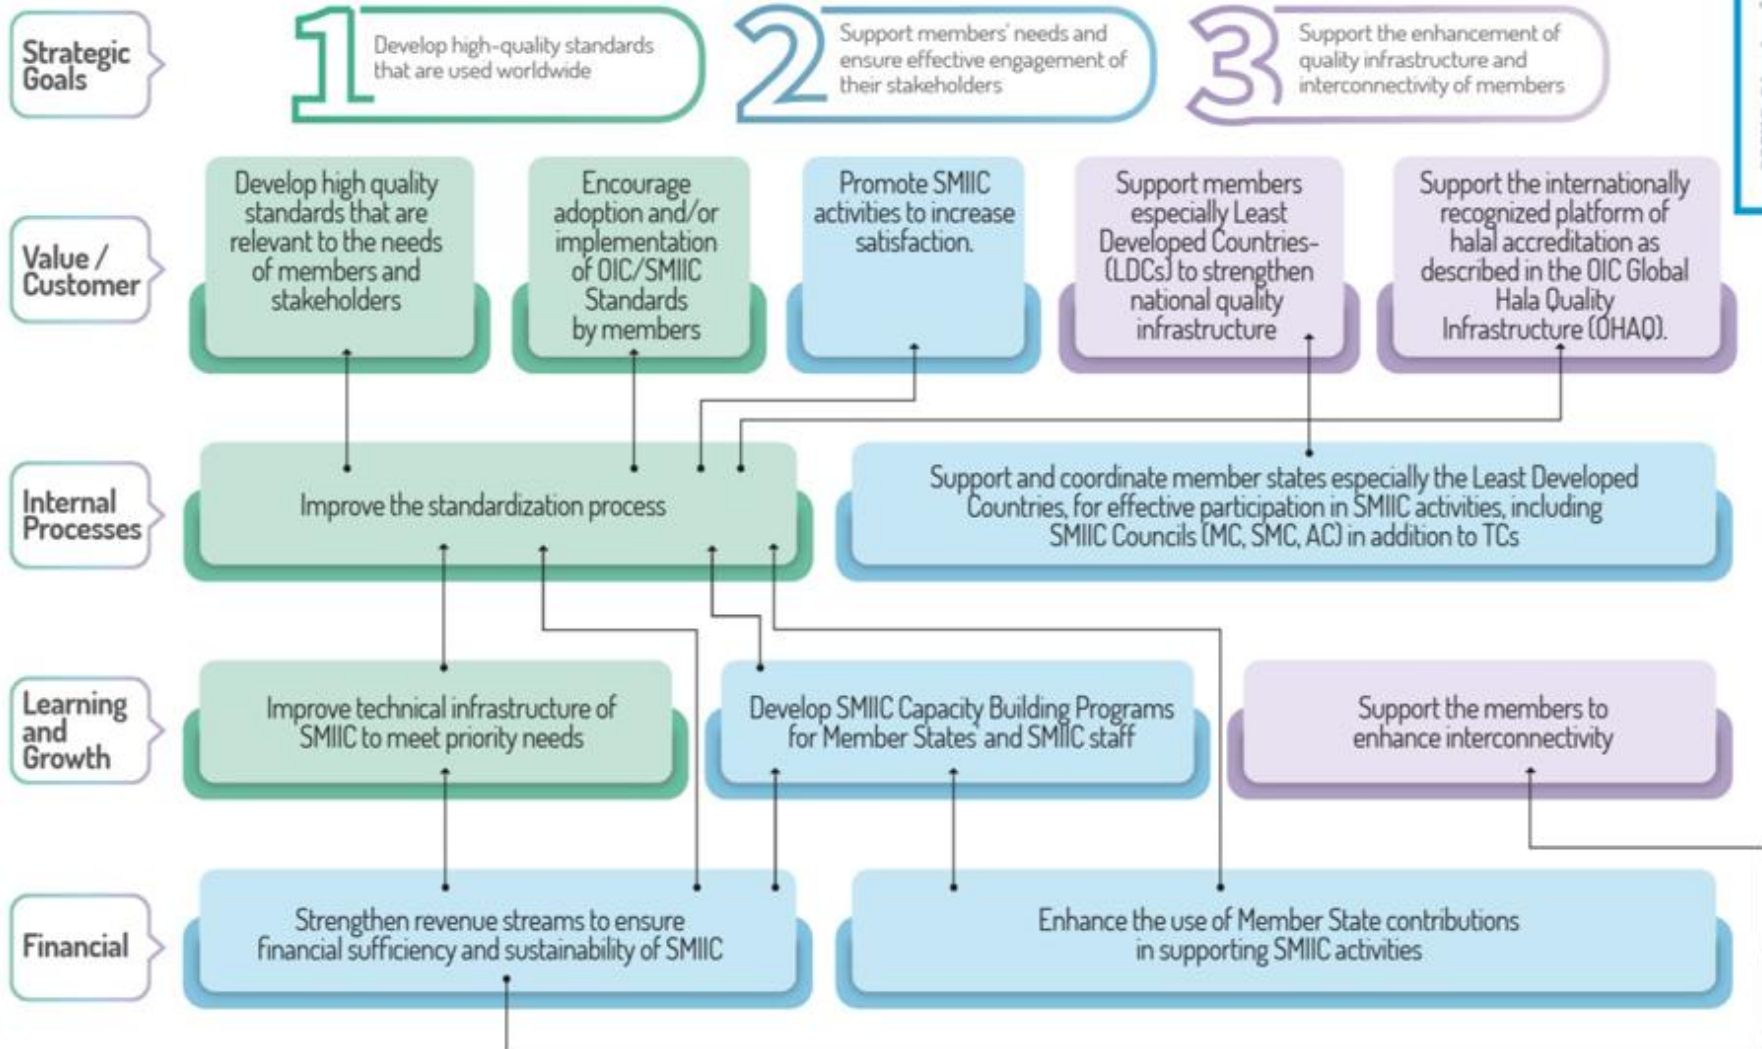 Strategic
Goals
1
Develop high-quality standards
that are used worldwide
2
Support members' needs and
ensure effective engagement of
their stakeholders
3
Support the enhancement of
quality infrastructure and
interconnectivity of members
Value /
Customer
Develop high quality
standards that are
relevant to the needs
of members and
stakeholders
Encourage
adoption and/or
implementation
of OIC/SMIIC
Standards
by members
Promote SMIIC
activities to increase
satisfaction.
Support members
especially Least
Developed Countries-
(LDCs) to strengthen
national quality
infrastructure
Support the internationally
recognized platform of
halal accreditation as
described in the OIC Global
Hala Quality
Infrastructure (OHAQ).
Internal
Processes
Improve the standardization process
Support and coordinate member states especially the Least Developed
Countries, for effective participation in SMIIC activities, including
SMIIC Councils (MC, SMC, AC) in addition to TCs
Learning
and
Growth
Improve technical infrastructure of
SMIIC to meet priority needs
Develop SMIIC Capacity Building Programs
for Member States' and SMIIC staff
Support the members to
enhance interconnectivity
Financial
Strengthen revenue streams to ensure
financial sufficiency and sustainability of SMIIC
Enhance the use of Member State contributions
in supporting SMIIC activities